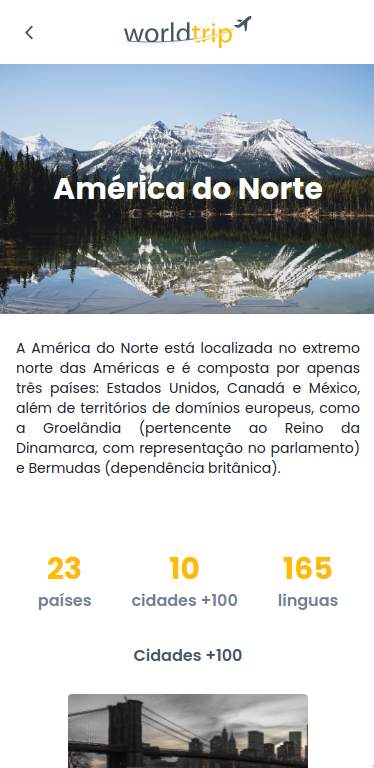 worldtrip
América do Norte
A América do Norte está localizada no extremo
norte das Américas e é composta por apenas
três países: Estados Unidos, Canadá e México,
além de territórios de domínios europeus, como
a Groelândia (pertencente ao Reino da
Dinamarca, com representação no parlamento)
e Bermudas (dependência britânica).
23 10 165
países cidades +100 linguas
Cidades +100